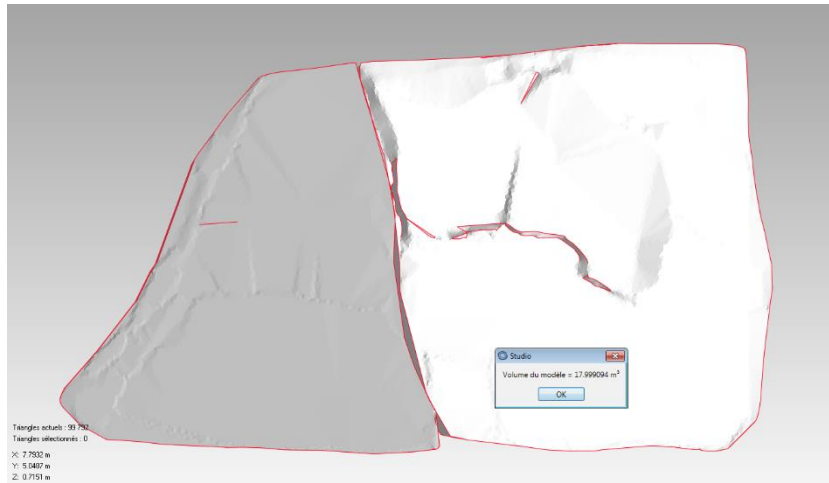 Studio
Volume du modèle = 17.999094 m³
OK
Triangles actuels : 99 792
Triangles sélectionnés : 0
X: 7.7932 m
Y: 5.0487 m
Z: 0.7151 m